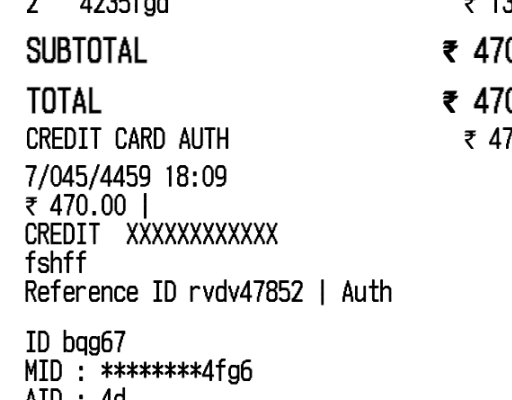 2 4235fgd ₹ 13
SUBTOTAL ₹ 470
TOTAL ₹ 470
CREDIT CARD AUTH ₹ 47
7/045/4459 18:09
₹ 470.00 |
CREDIT XXXXXXXXXXXX
fshff
Reference ID rvdv47852 | Auth
ID bqg67
MID : ********4fg6
AID : 4d